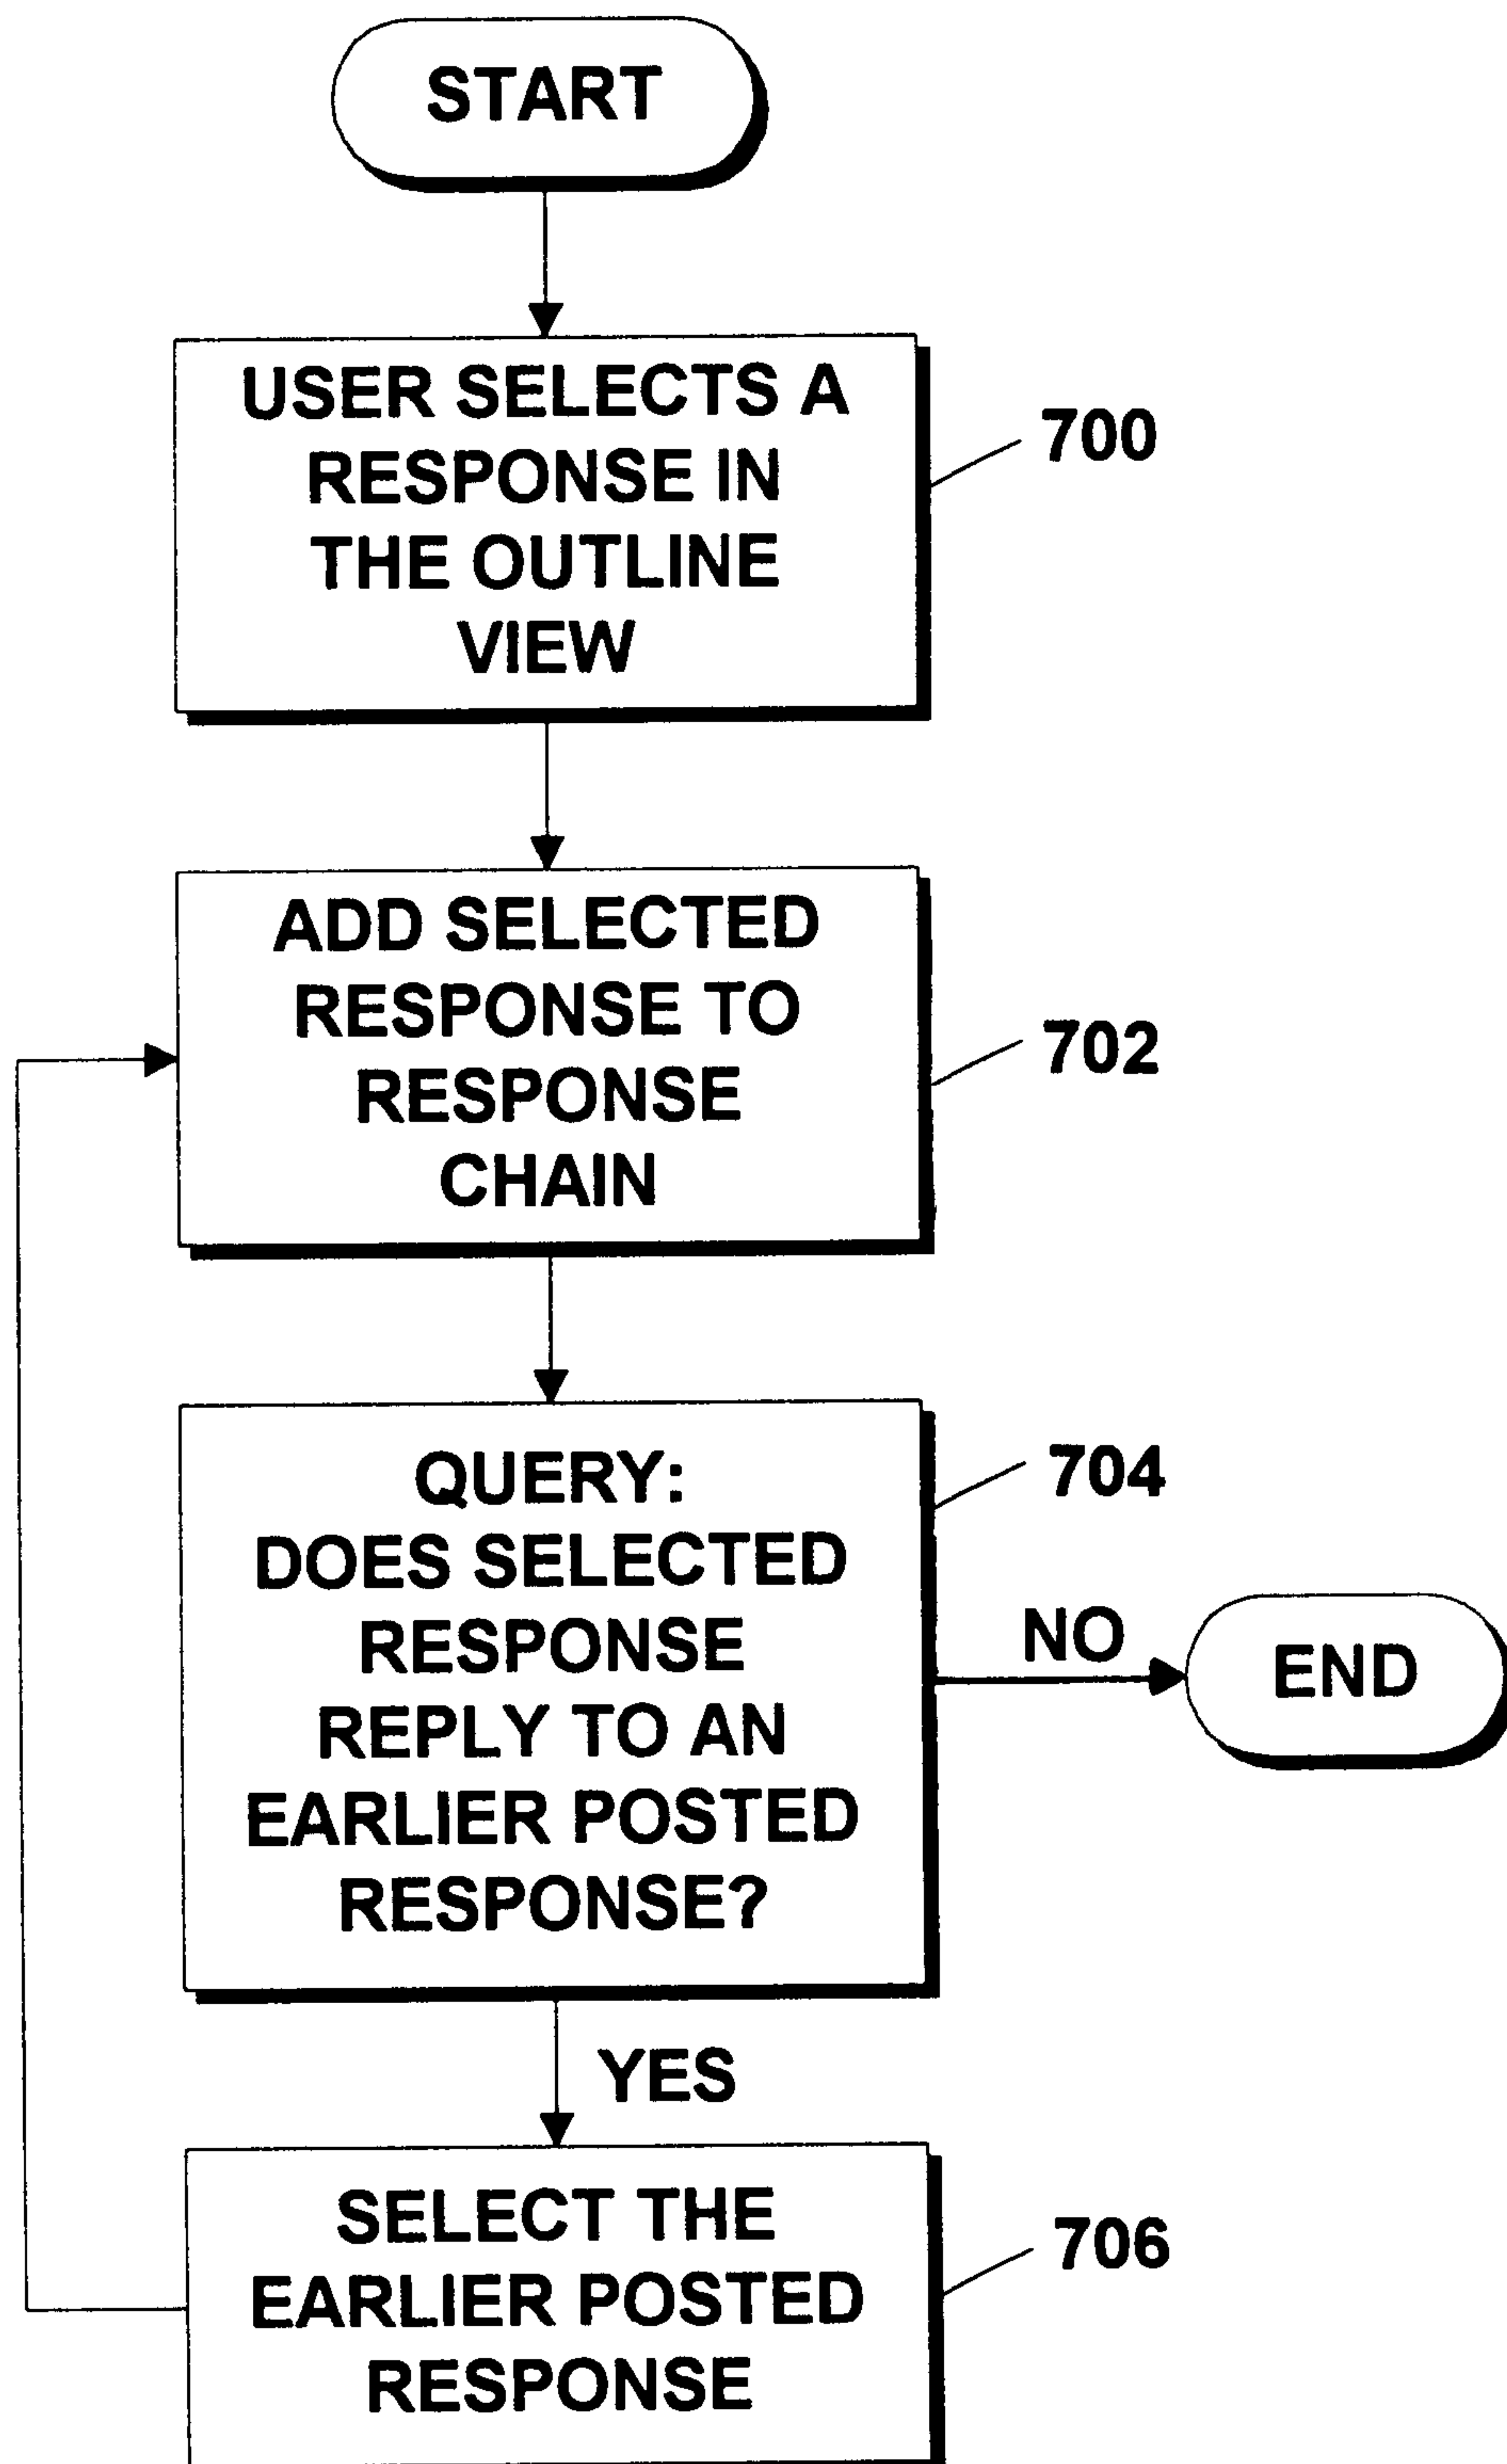 START
USER SELECTS A
RESPONSE IN
THE OUTLINE
VIEW
700
ADD SELECTED
RESPONSE TO
RESPONSE
CHAIN
702
QUERY:
DOES SELECTED
RESPONSE
REPLY TO AN
EARLIER POSTED
RESPONSE?
704
NO
END
YES
SELECT THE
EARLIER POSTED
RESPONSE
706